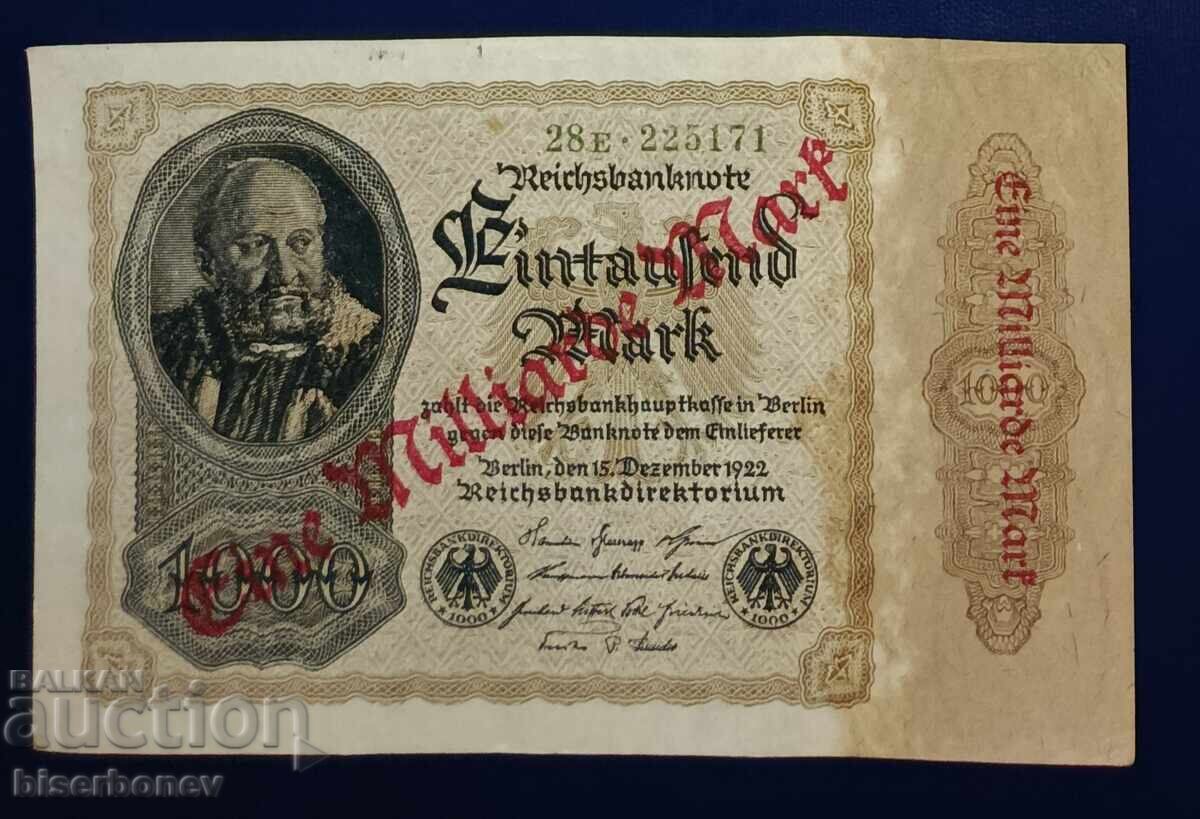 28E·225171
Reichsbanknote
Eintausend
Mark
zahlt die Reichsbankhauptkasse in Berlin
gegen diese Banknote dem Einlieferer
Berlin, den 15. Dezember 1922
Reichsbankdirektorium
Eine Milliarde Mark
1000
REICHSBANKDIREKTORIUM
1000
REICHSBANKDIREKTORIUM
1000
Eine Milliarde Mark
1000
BALKAN
auction
biserbonev